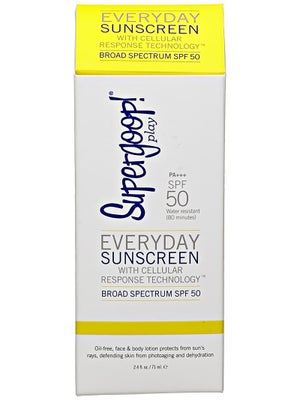 EVERYDAY
SUNSCREEN
WITH CELLULAR
RESPONSE TECHNOLOGY™
BROAD SPECTRUM SPF 50
Supergoop!®
play
PA+++
SPF
50
Water resistant
(80 minutes)
EVERYDAY
SUNSCREEN
WITH CELLULAR
RESPONSE TECHNOLOGY™
BROAD SPECTRUM SPF 50
Oil-free, face & body lotion protects from sun's
rays, defending skin from photoaging and dehydration
2.4 fl oz. / 71 ml ℮